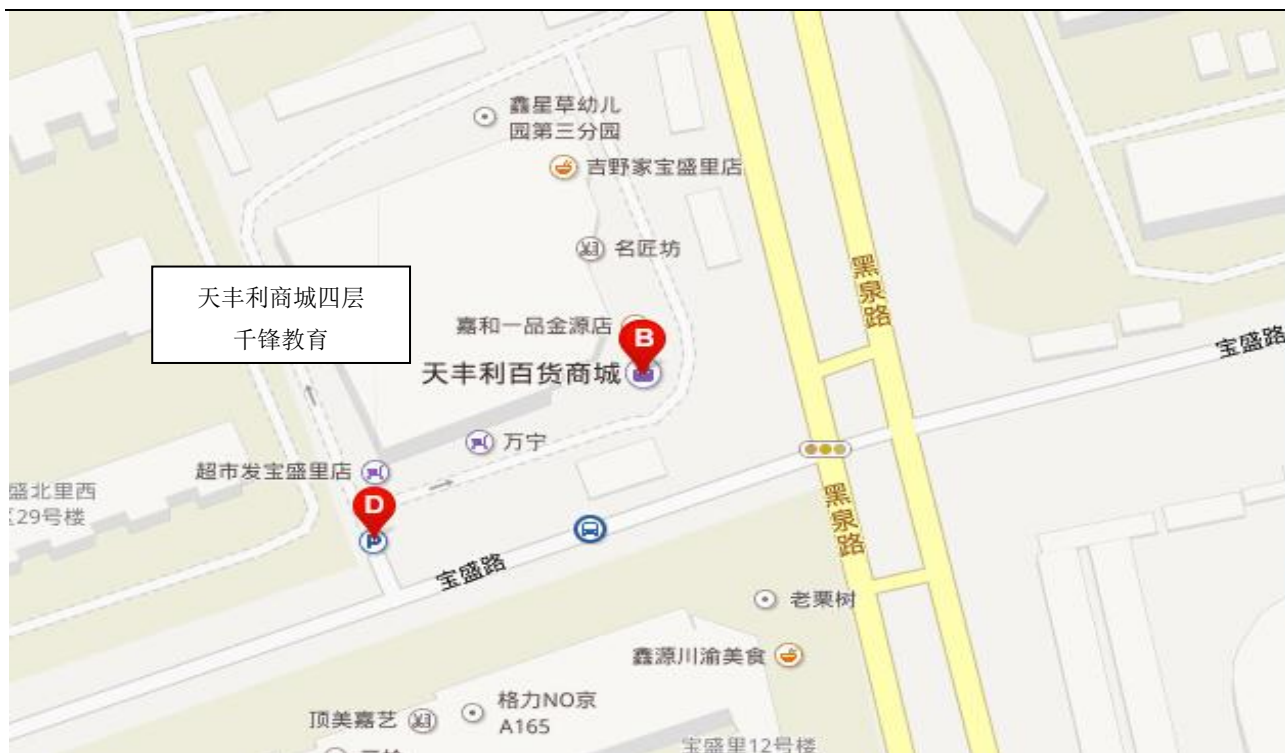 鑫星草幼儿
园第三分园
吉野家宝盛里店
名匠坊
黑泉路
天丰利商城四层
千锋教育
嘉和一品金源店
B
宝盛路
天丰利百货商城
万宁
超市发宝盛里店
盛北里西
区29号楼
D
P
黑泉路
宝盛路
老栗树
鑫源川渝美食
格力NO京
A165
顶美嘉艺
宝盛里12号楼